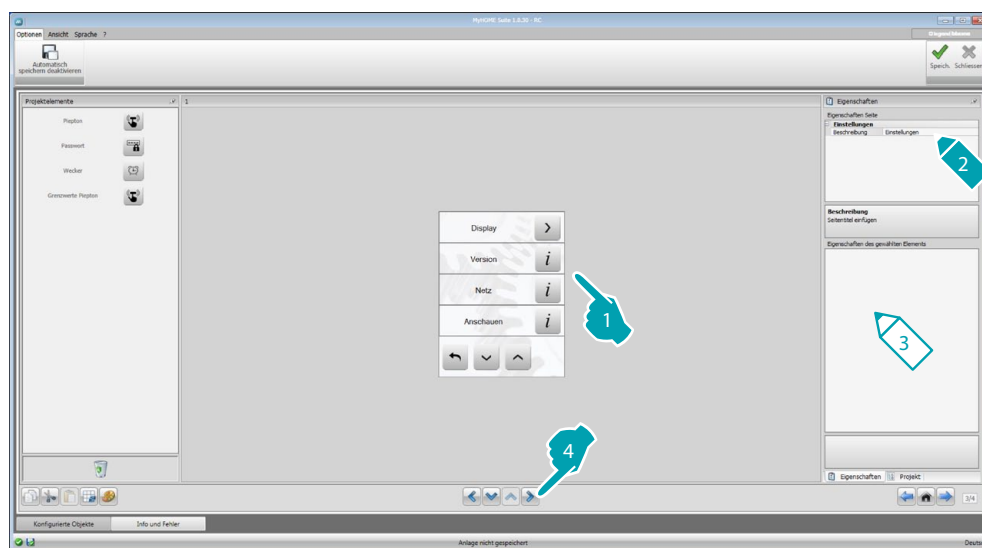 MyHOME Suite 1.0.20 - RC
Optionen Ansicht Sprache ?
Automatisch
speichern deaktivieren
Speich. Schliessen
Projektelemente
1
Eigenschaften
Piepton
Passwort
Wecker
Grenzwerte Piepton
Eigenschaften Seite
Einstellungen
Beschreibung Einstellungen
2
Beschreibung
Seitentitel einfügen
Eigenschaften des gewählten Elements
Display
Version
Netz
Anschauen
1
3
4
Eigenschaften Projekt
3/4
Konfigurierte Objekte Info und Fehler
Anlage nicht gespeichert